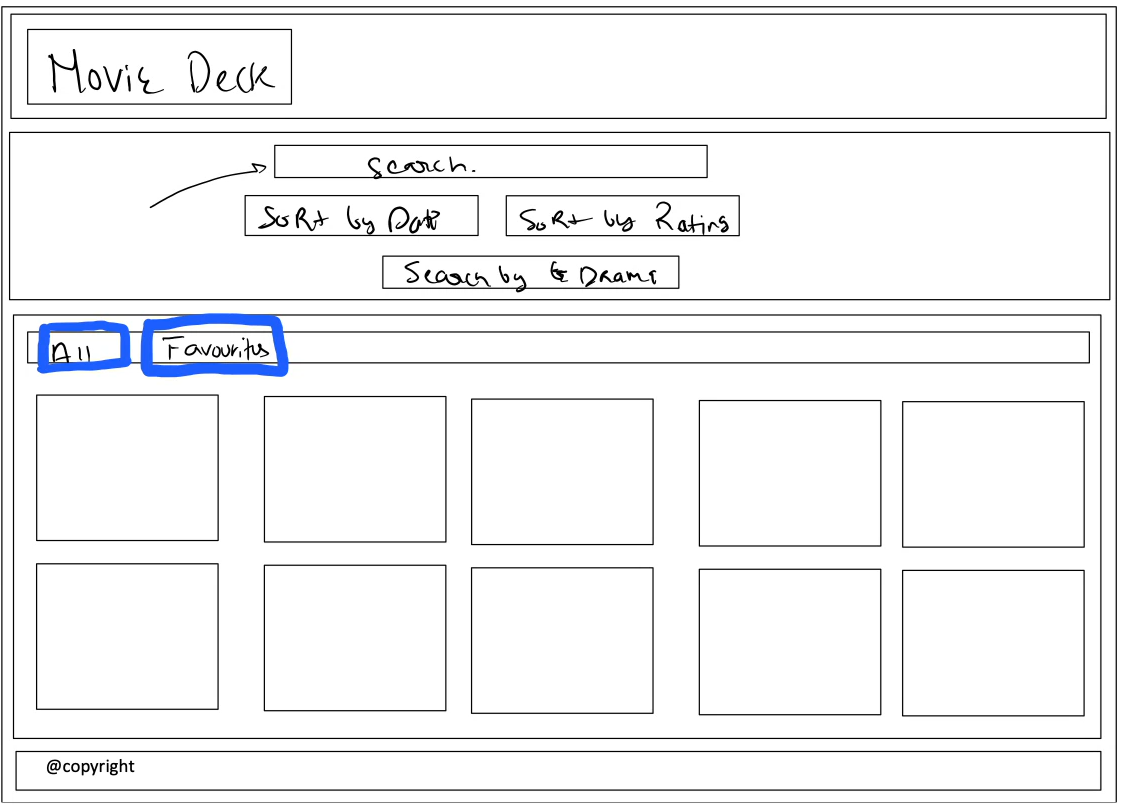 Movie Deck
Search.
Sort by Date
Sort by Rating
Search by Drama
All
Favourites
@copyright